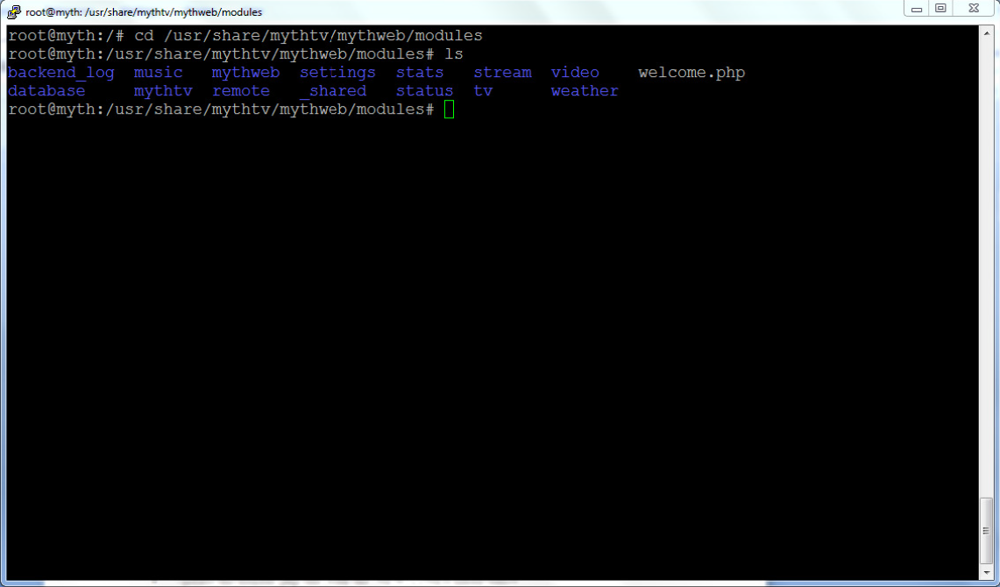 root@myth: /usr/share/mythtv/mythweb/modules
root@myth:/# cd /usr/share/mythtv/mythweb/modules
root@myth:/usr/share/mythtv/mythweb/modules# ls
backend_log  music   mythweb  settings  stats   stream  video    welcome.php
database     mythtv  remote   _shared   status  tv      weather
root@myth:/usr/share/mythtv/mythweb/modules#